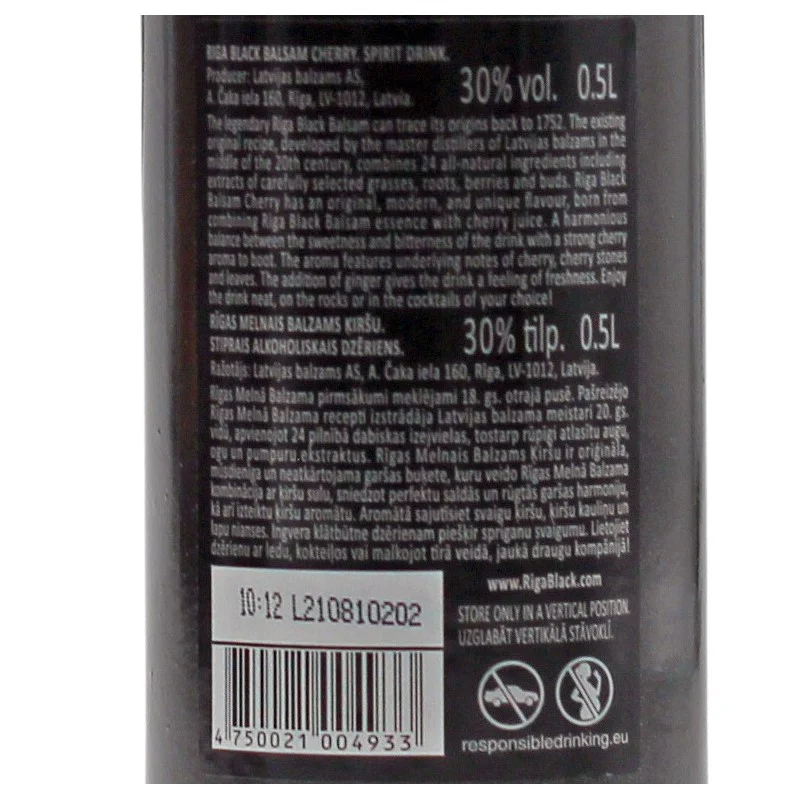 RIGA BLACK BALSAM CHERRY. SPIRIT DRINK.
Producer: Latvijas balzams AS,
A. Čaka iela 160, Rīga, LV-1012, Latvia.
30% vol. 0.5L
The legendary Riga Black Balsam can trace its origins back to 1752. The existing
original recipe, developed by the master distillers of Latvijas balzams in the
middle of the 20th century, combines 24 all-natural ingredients including
extracts of carefully selected grasses, roots, berries and buds. Riga Black
Balsam Cherry has an original, modern, and unique flavour, born from
combining Riga Black Balsam essence with cherry juice. A harmonious
balance between the sweetness and bitterness of the drink with a strong cherry
aroma to boot. The aroma features underlying notes of cherry, cherry stones
and leaves. The addition of ginger gives the drink a feeling of freshness. Enjoy
the drink neat, on the rocks or in the cocktails of your choice!
RĪGAS MELNAIS BALZAMS ĶIRŠU.
STIPRAIS ALKOHOLISKAIS DZĒRIENS.
30% tilp. 0.5L
Ražotājs: Latvijas balzams AS, A. Čaka iela 160, Rīga, LV-1012, Latvija.
Rīgas Melnā Balzama pirmsākumi meklējami 18. gs. otrajā pusē. Pašreizējo
Rīgas Melnā Balzama recepti izstrādāja Latvijas balzama meistari 20. gs.
vidū, apvienojot 24 pilnībā dabiskas izejvielas, tostarp rūpīgi atlasītu augu,
ogu un pumpuru ekstraktus. Rīgas Melnais Balzams Ķiršu ir oriģināla,
mūsdienīga un neatkārtojama garšas buķete, kuru veido Rīgas Melnā Balzama
kombinācija ar ķiršu sulu, sniedzot perfektu saldās un rūgtās garšas harmoniju,
kā arī izteiktu ķiršu aromātu. Aromātā sajutīsiet svaigu ķiršu, ķiršu kauliņu un
lapu nianses. Ingvera klātbūtne dzērienam piešķir spirganu svaigumu. Lietojiet
dzērienu ar ledu, kokteiļos vai malkojot tīrā veidā, jaukā draugu kompānijā!
10:12 L210810202
www.RigaBlack.com
STORE ONLY IN A VERTICAL POSITION.
UZGLABĀT VERTIKĀLĀ STĀVOKLĪ.
4 750021 004933
responsibledrinking.eu